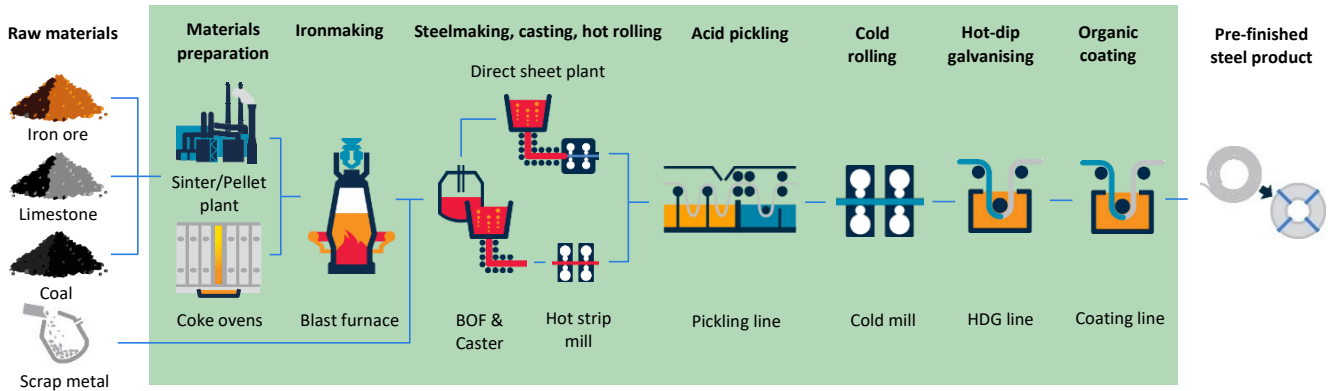 Raw materials
Iron ore
Limestone
Coal
Scrap metal
Materials
preparation
Sinter/Pellet
plant
Coke ovens
Ironmaking
Blast furnace
Steelmaking, casting, hot rolling
Direct sheet plant
BOF &
Caster
Hot strip
mill
Acid pickling
Pickling line
Cold
rolling
Cold mill
Hot-dip
galvanising
HDG line
Organic
coating
Coating line
Pre-finished
steel product